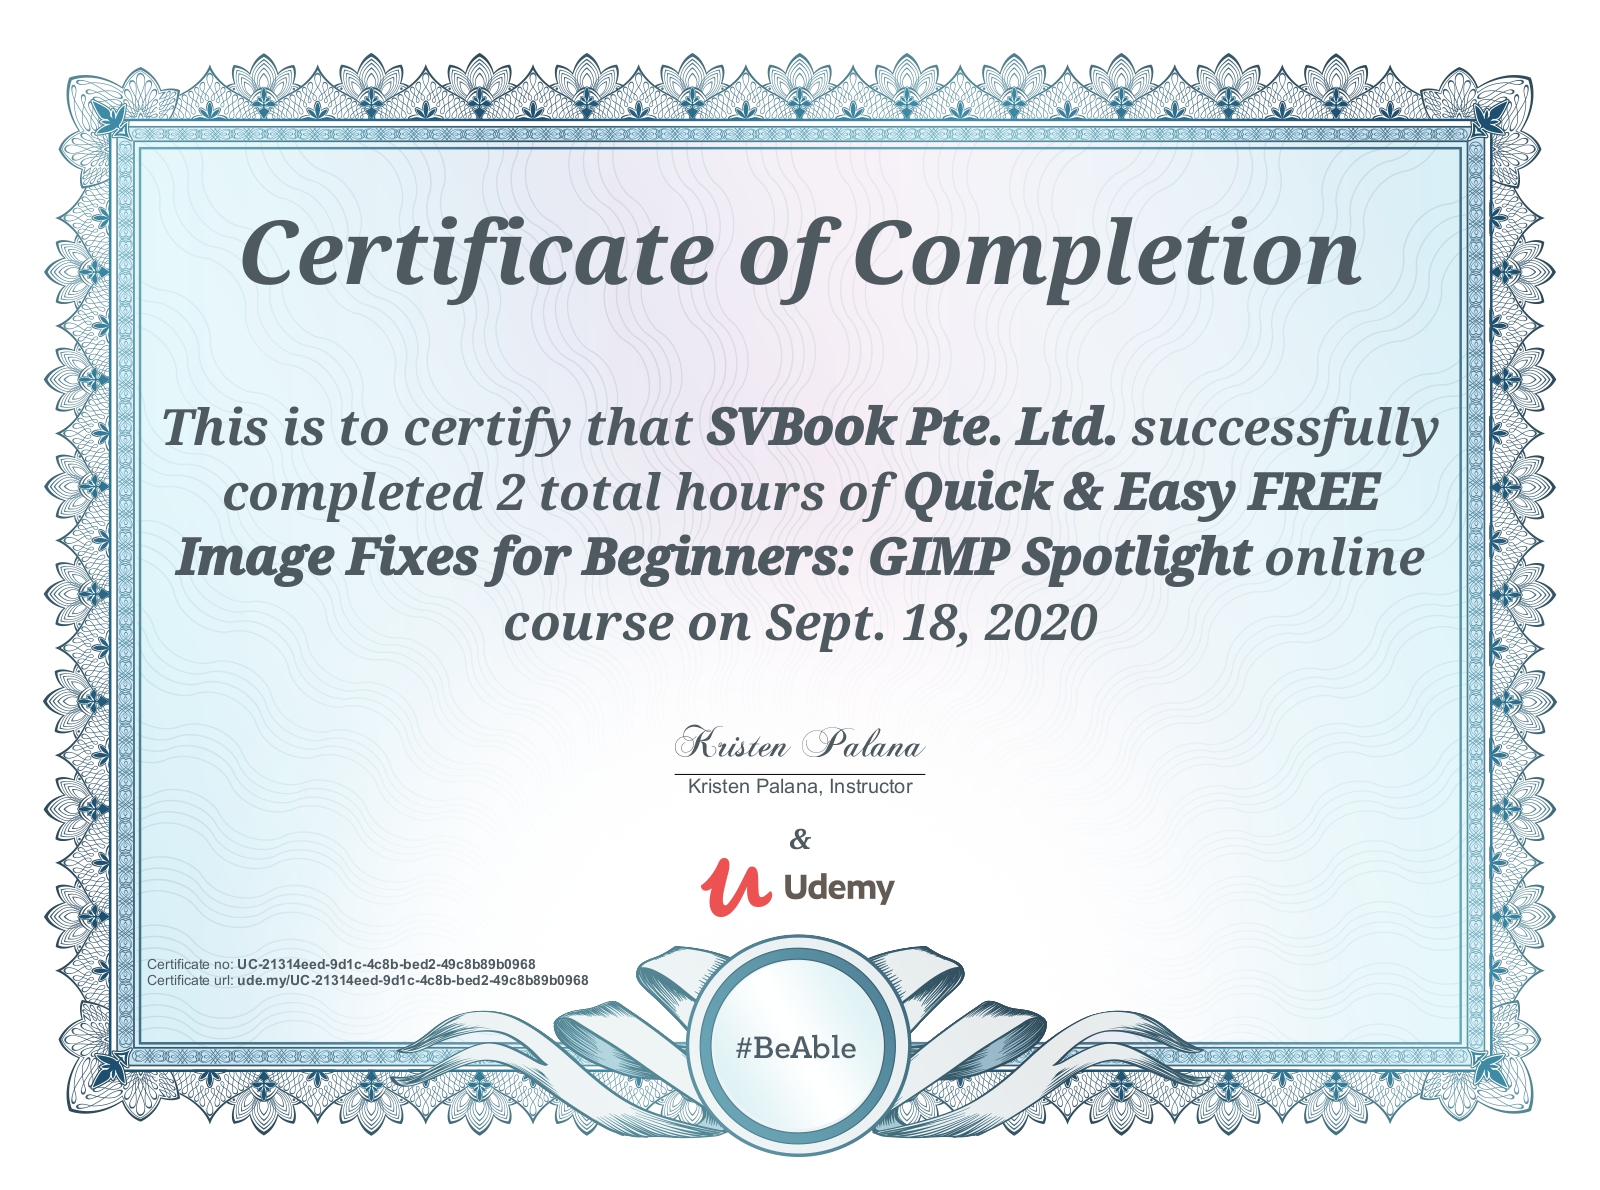 Certificate of Completion
This is to certify that SVBook Pte. Ltd. successfully
completed 2 total hours of Quick & Easy FREE
Image Fixes for Beginners: GIMP Spotlight online
course on Sept. 18, 2020
Kristen Palana
Kristen Palana, Instructor
&
Udemy
Certificate no: UC-21314eed-9d1c-4c8b-bed2-49c8b89b0968
Certificate url: ude.my/UC-21314eed-9d1c-4c8b-bed2-49c8b89b0968
#BeAble